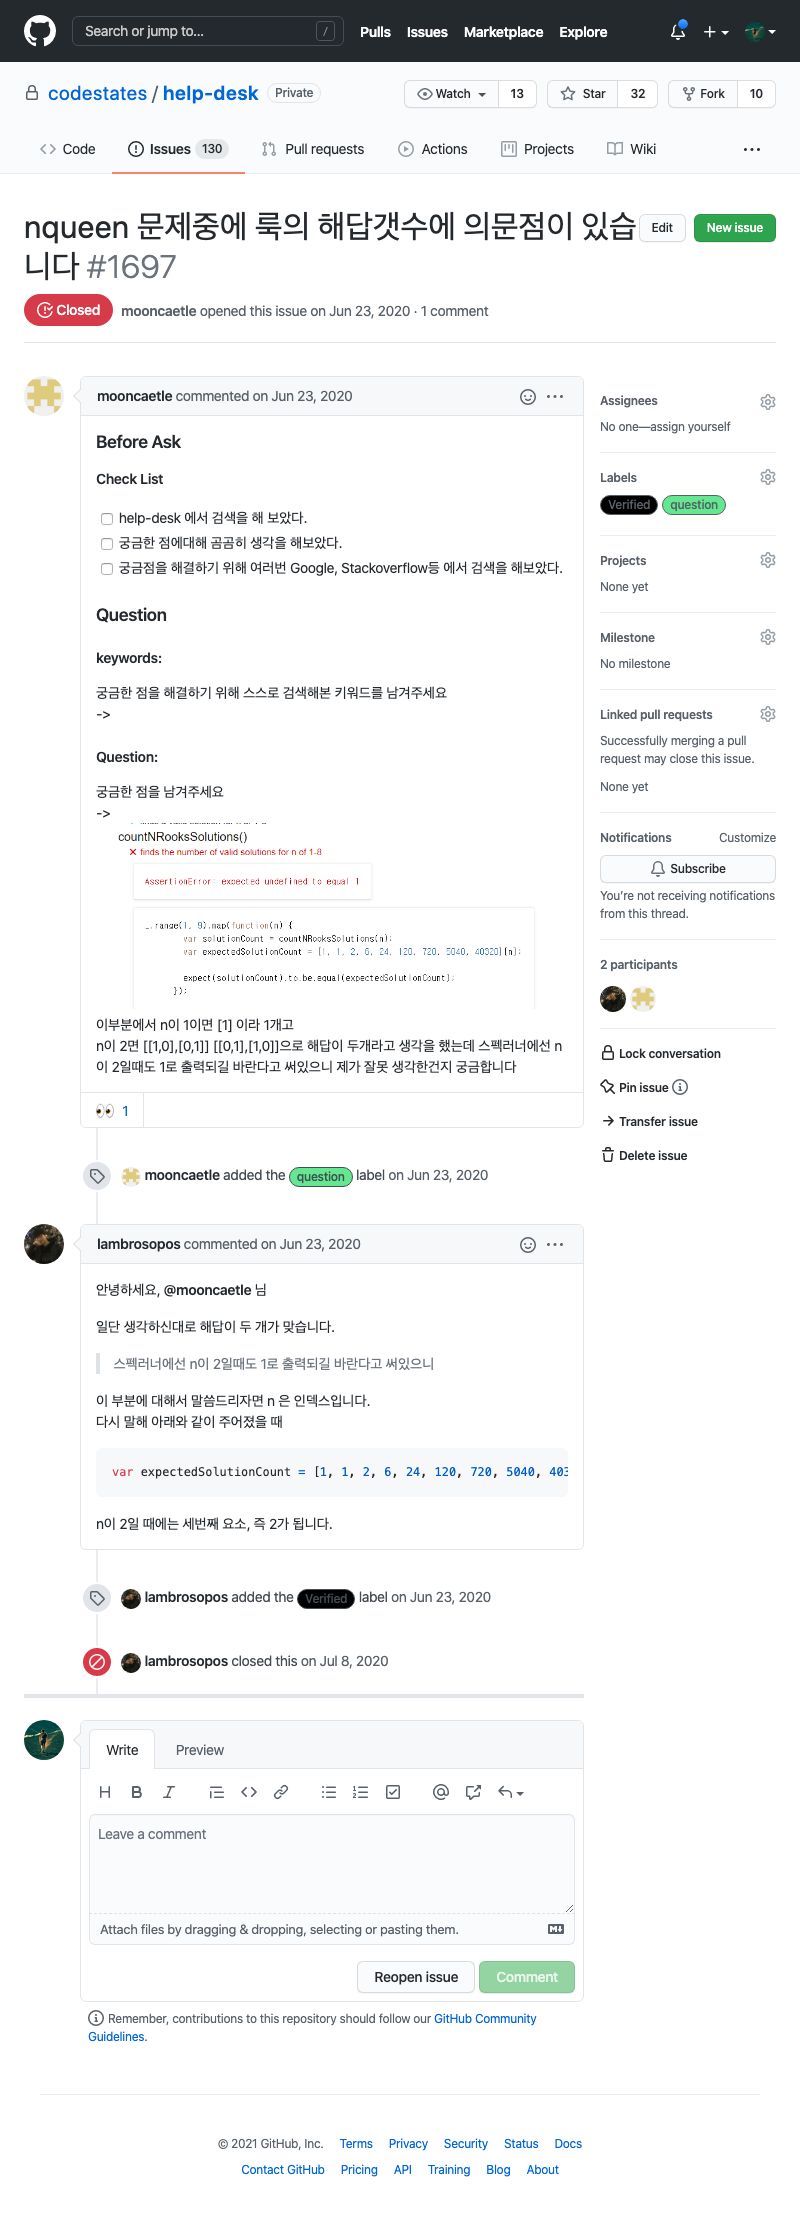 Search or jump to...
/
Pulls
Issues
Marketplace
Explore
codestates / help-desk
Private
Watch
13
Star
32
Fork
10
Code
Issues 130
Pull requests
Actions
Projects
Wiki
nqueen 문제중에 룩의 해답갯수에 의문점이 있습
니다 #1697
Edit
New issue
Closed
mooncaetle opened this issue on Jun 23, 2020 · 1 comment
mooncaetle commented on Jun 23, 2020
Before Ask
Check List
help-desk 에서 검색을 해 보았다.
궁금한 점에대해 곰곰히 생각을 해보았다.
궁금점을 해결하기 위해 여러번 Google, Stackoverflow등 에서 검색을 해보았다.
Question
keywords:
궁금한 점을 해결하기 위해 스스로 검색해본 키워드를 남겨주세요
->
Question:
궁금한 점을 남겨주세요
->
countNRooksSolutions()
✕ finds the number of valid solutions for n of 1-8
AssertionError: expected undefined to equal 1
_.range(1, 9).map(function(n) {
var solutionCount = countNRooksSolutions(n);
var expectedSolutionCount = [1, 1, 2, 6, 24, 120, 720, 5040, 40320][n];
expect(solutionCount).to.be.equal(expectedSolutionCount);
});
이부분에서 n이 1이면 [1] 이라 1개고
n이 2면 [[1,0],[0,1]] [[0,1],[1,0]]으로 해답이 두개라고 생각을 했는데 스펙러너에선 n
이 2일때도 1로 출력되길 바란다고 써있으니 제가 잘못 생각한건지 궁금합니다
👀 1
mooncaetle added the question label on Jun 23, 2020
lambrosopos commented on Jun 23, 2020
안녕하세요, @mooncaetle 님
일단 생각하신대로 해답이 두 개가 맞습니다.
스펙러너에선 n이 2일때도 1로 출력되길 바란다고 써있으니
이 부분에 대해서 말씀드리자면 n 은 인덱스입니다.
다시 말해 아래와 같이 주어졌을 때
var expectedSolutionCount = [1, 1, 2, 6, 24, 120, 720, 5040, 403
n이 2일 때에는 세번째 요소, 즉 2가 됩니다.
lambrosopos added the Verified label on Jun 23, 2020
lambrosopos closed this on Jul 8, 2020
Assignees
No one—assign yourself
Labels
Verified question
Projects
None yet
Milestone
No milestone
Linked pull requests
Successfully merging a pull
request may close this issue.
None yet
Notifications
Customize
Subscribe
You're not receiving notifications
from this thread.
2 participants
Lock conversation
Pin issue
Transfer issue
Delete issue
Write
Preview
Leave a comment
Attach files by dragging & dropping, selecting or pasting them.
Reopen issue
Comment
Remember, contributions to this repository should follow our GitHub Community
Guidelines.
© 2021 GitHub, Inc.
Terms
Privacy
Security
Status
Docs
Contact GitHub
Pricing
API
Training
Blog
About